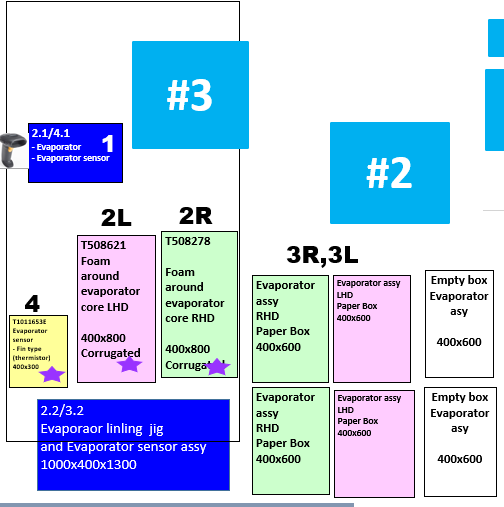 #3
2.1/4.1
- Evaporator
- Evaporator sensor
1
#2
2L
2R
T508621
Foam
around
evaporator
core LHD
400x800
Corrugated
T508278
Foam
around
evaporator
core RHD
400x800
Corrugated
3R,3L
4
T1011653E
Evaporator
sensor
- Fin type
(thermistor)
400x300
Evaporator
assy
RHD
Paper Box
400x600
Evaporator assy
LHD
Paper Box
400x600
Empty box
Evaporator
asy
400x600
2.2/3.2
Evaporaor linling  jig
and Evaporator sensor assy
1000x400x1300
Evaporator
assy
RHD
Paper Box
400x600
Evaporator assy
LHD
Paper Box
400x600
Empty box
Evaporator
asy
400x600